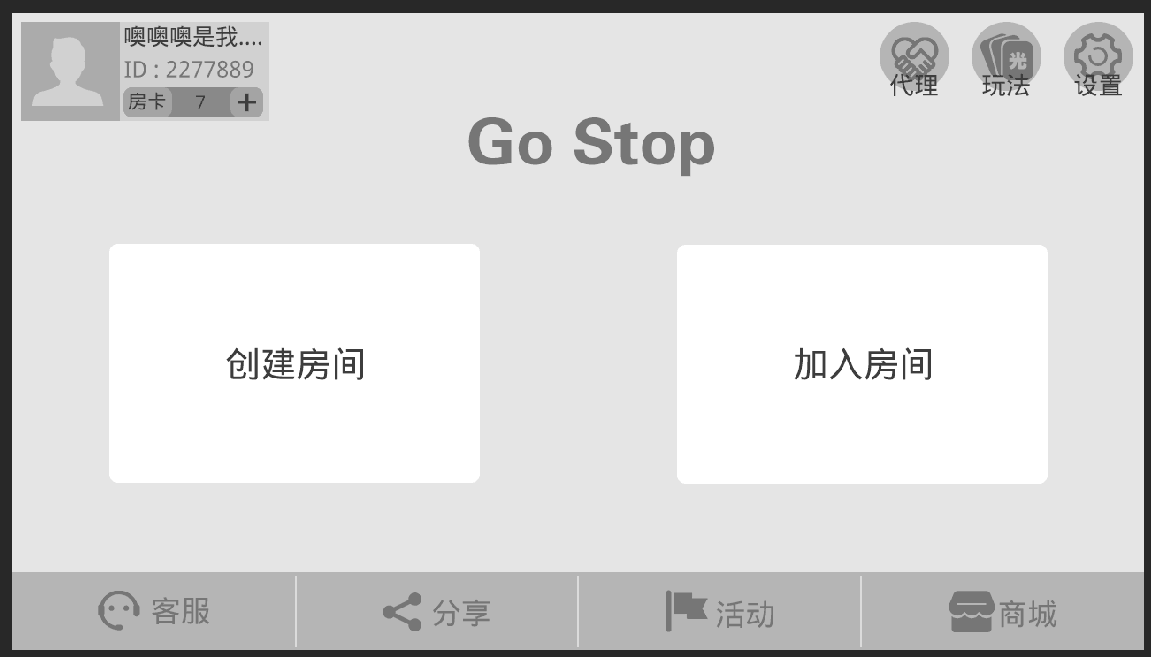 噢噢噢是我....
ID : 2277889
房卡 7 +
代理
光
玩法
设置
Go Stop
创建房间
加入房间
客服
分享
活动
商城